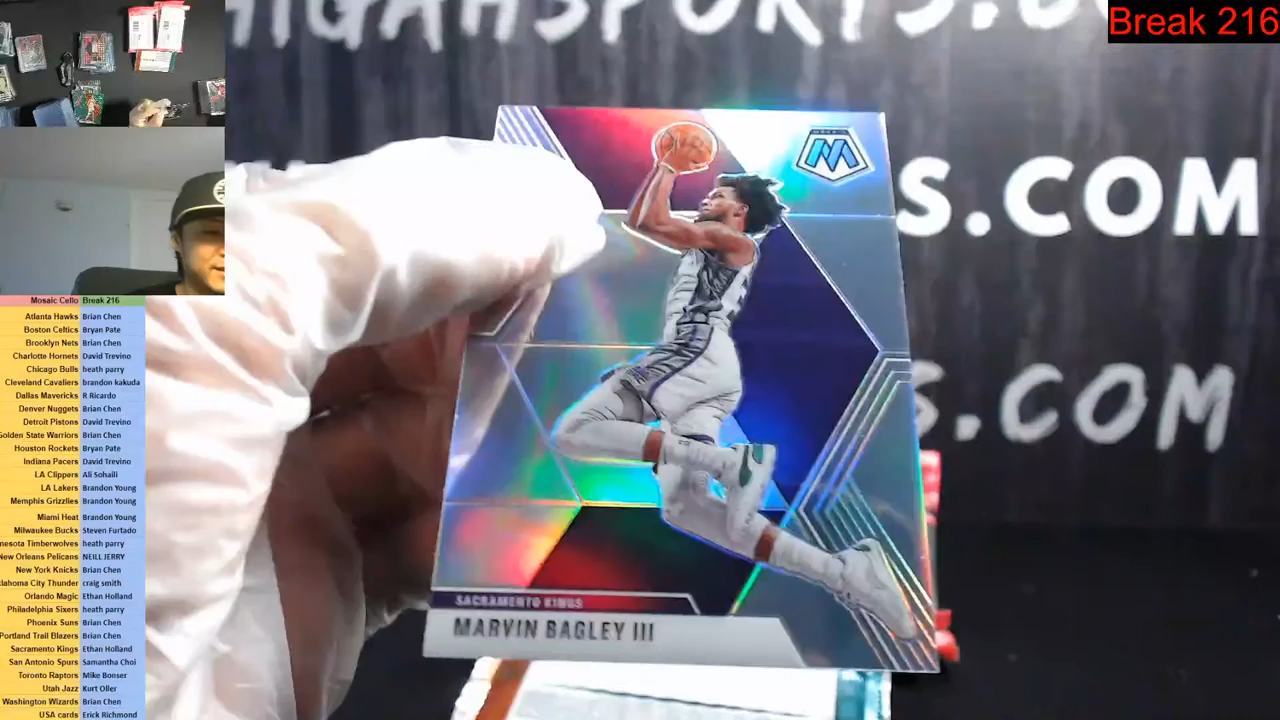 Break 216
HIGAHSPORTS.
S.COM
S.COM
SACRAMENTO KINGS
MARVIN BAGLEY III
Mosaic Cello Break 216
Atlanta Hawks Brian Chen
Boston Celtics Bryan Pate
Brooklyn Nets Brian Chen
Charlotte Hornets David Trevino
Chicago Bulls heath parry
Cleveland Cavaliers brandon kakuda
Dallas Mavericks R Ricardo
Denver Nuggets Brian Chen
Detroit Pistons David Trevino
Golden State Warriors Brian Chen
Houston Rockets Bryan Pate
Indiana Pacers David Trevino
LA Clippers Ali Sohaili
LA Lakers Brandon Young
Memphis Grizzlies Brandon Young
Miami Heat Brandon Young
Milwaukee Bucks Steven Furtado
nesota Timberwolves heath parry
New Orleans Pelicans NEILL JERRY
New York Knicks Brian Chen
klahoma City Thunder craig smith
Orlando Magic Ethan Holland
Philadelphia Sixers heath parry
Phoenix Suns Brian Chen
Portland Trail Blazers Brian Chen
Sacramento Kings Ethan Holland
San Antonio Spurs Samantha Choi
Toronto Raptors Mike Bonser
Utah Jazz Kurt Oller
Washington Wizards Brian Chen
USA cards Erick Richmond